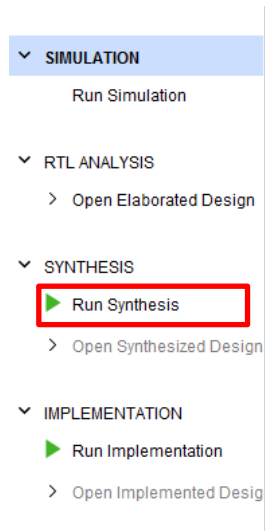 SIMULATION
Run Simulation
RTL ANALYSIS
Open Elaborated Design
SYNTHESIS
Run Synthesis
Open Synthesized Design
IMPLEMENTATION
Run Implementation
Open Implemented Desig